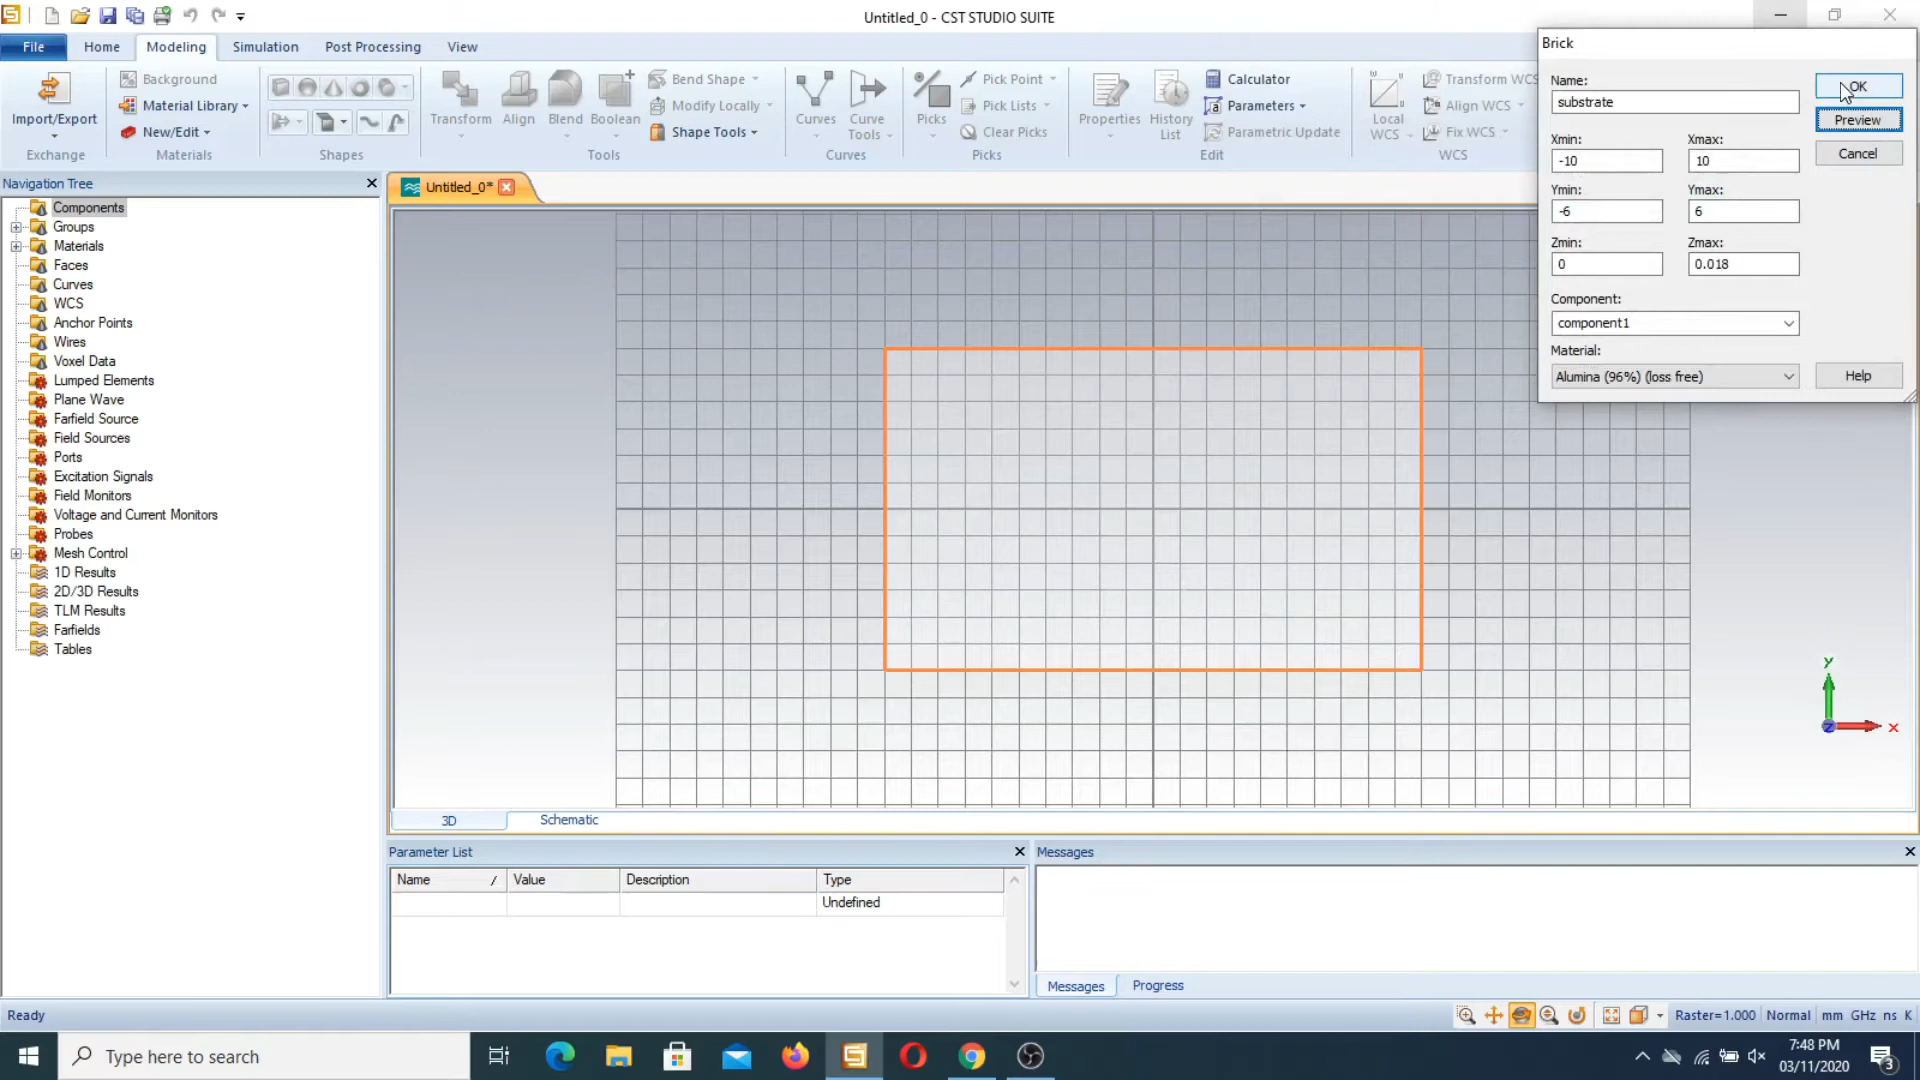 Untitled_0 - CST STUDIO SUITE
File
Home
Modeling
Simulation
Post Processing
View
Import/Export
Exchange
Background
Material Library
New/Edit
Materials
Shapes
Transform
Align
Blend
Boolean
Bend Shape
Modify Locally
Shape Tools
Tools
Curves
Curve
Tools
Curves
Picks
Pick Point
Pick Lists
Clear Picks
Picks
Properties
History
List
Calculator
Parameters
Parametric Update
Edit
Local
WCS
Transform WCS
Align WCS
Fix WCS
WCS
Brick
Name:
substrate
OK
Preview
Cancel
Xmin:
Xmax:
-10
10
Ymin:
Ymax:
-6
6
Zmin:
Zmax:
0
0.018
Component:
component1
Material:
Alumina (96%) (loss free)
Help
Navigation Tree
Components
Groups
Materials
Faces
Curves
WCS
Anchor Points
Wires
Voxel Data
Lumped Elements
Plane Wave
Farfield Source
Field Sources
Ports
Excitation Signals
Field Monitors
Voltage and Current Monitors
Probes
Mesh Control
1D Results
2D/3D Results
TLM Results
Farfields
Tables
Untitled_0*
y
x
z
3D
Schematic
Parameter List
Name
Value
Description
Type
Undefined
Messages
Messages
Progress
Ready
Raster=1.000
Normal
mm GHz ns K
Type here to search
7:48 PM
03/11/2020
3